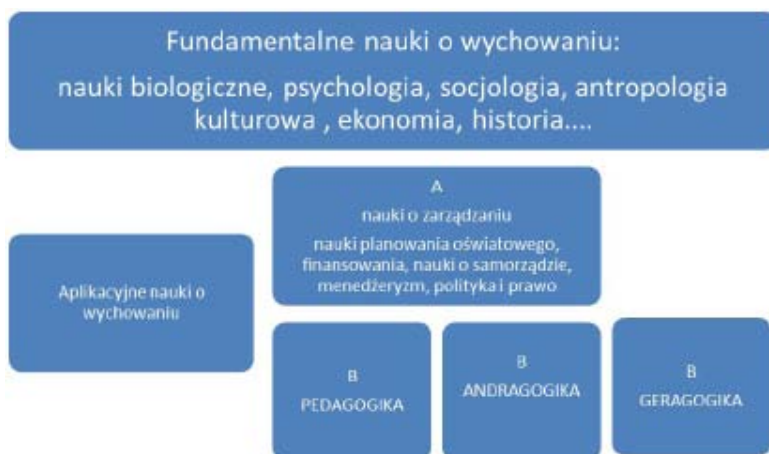 Fundamentalne nauki o wychowaniu:
nauki biologiczne, psychologia, socjologia, antropologia
kulturowa , ekonomia, historia....
A
nauki o zarządzaniu
nauki planowania oświatowego,
finansowania, nauki o samorządzie,
menedżeryzm, polityka i prawo
Aplikacyjne nauki o
wychowaniu
B
PEDAGOGIKA
B
ANDRAGOGIKA
B
GERAGOGIKA